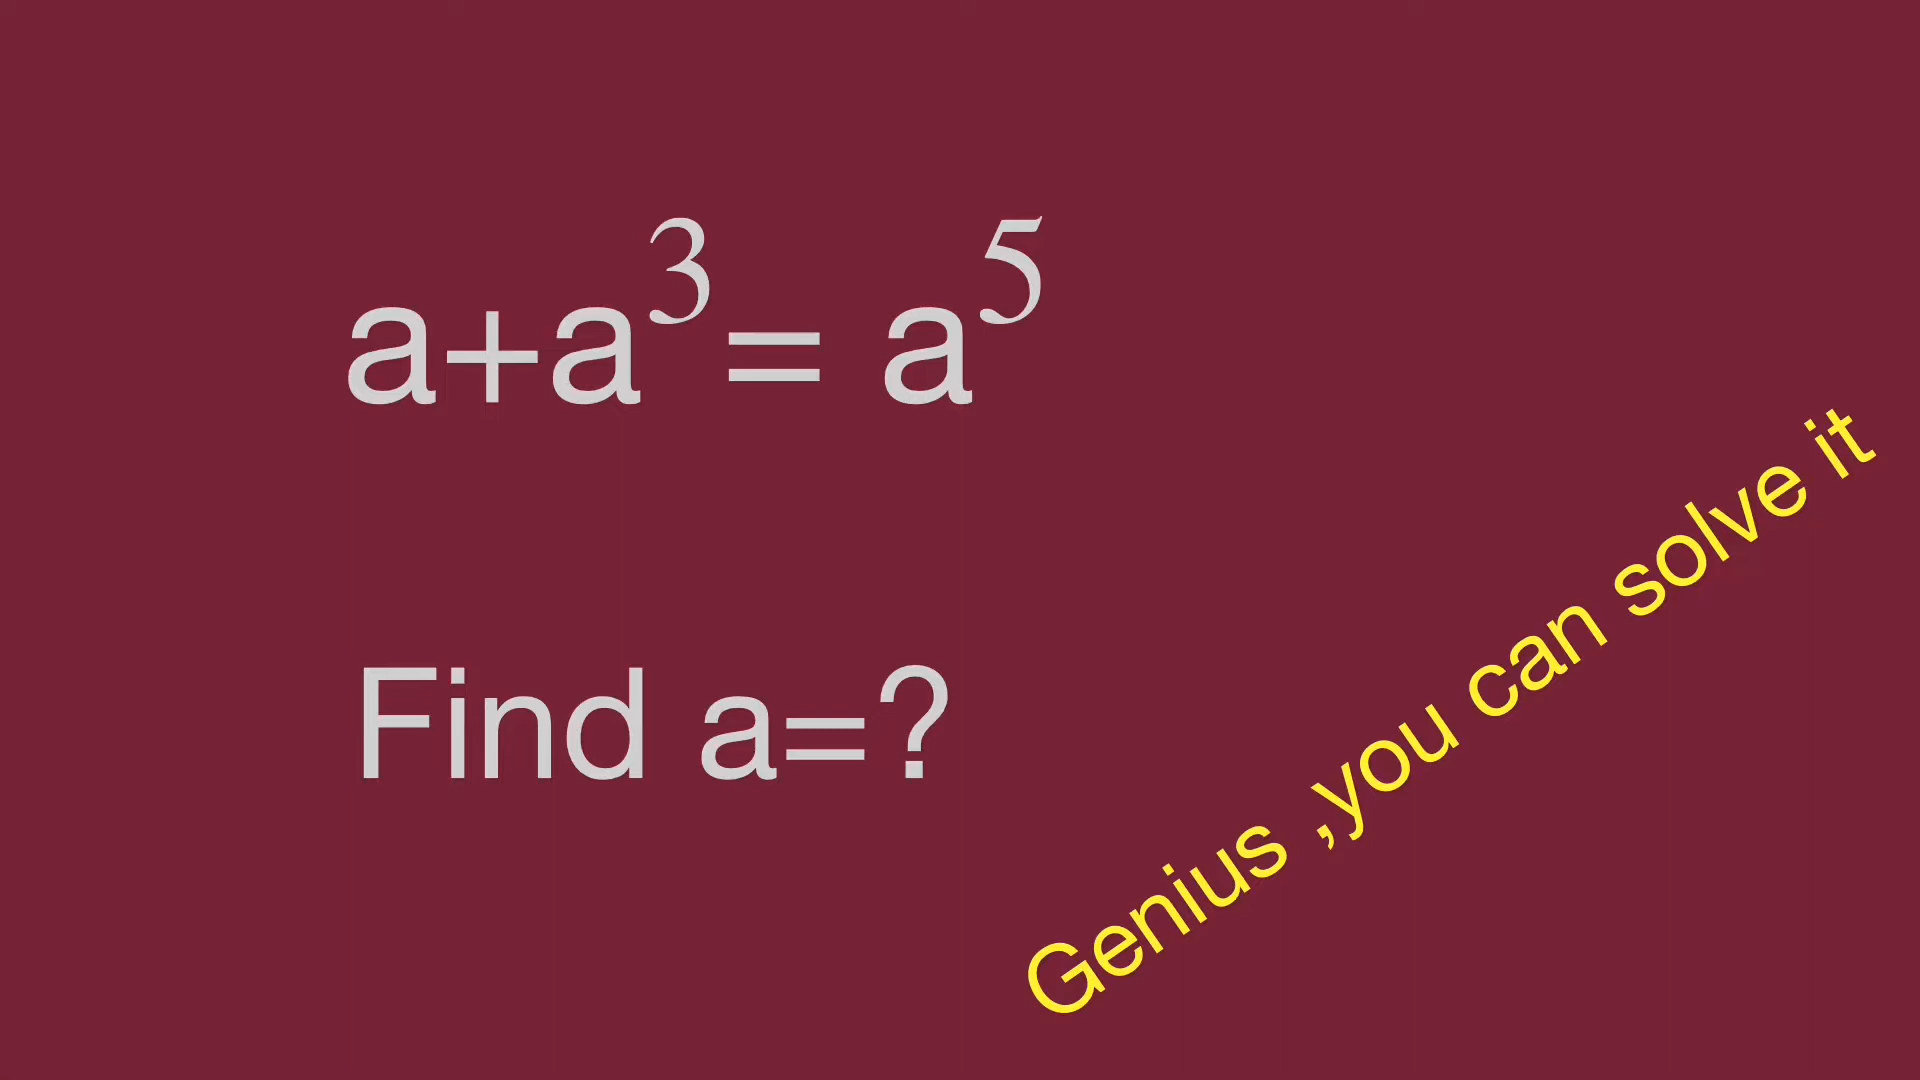 a+a³= a⁵
Find a=?
Genius ,you can solve it